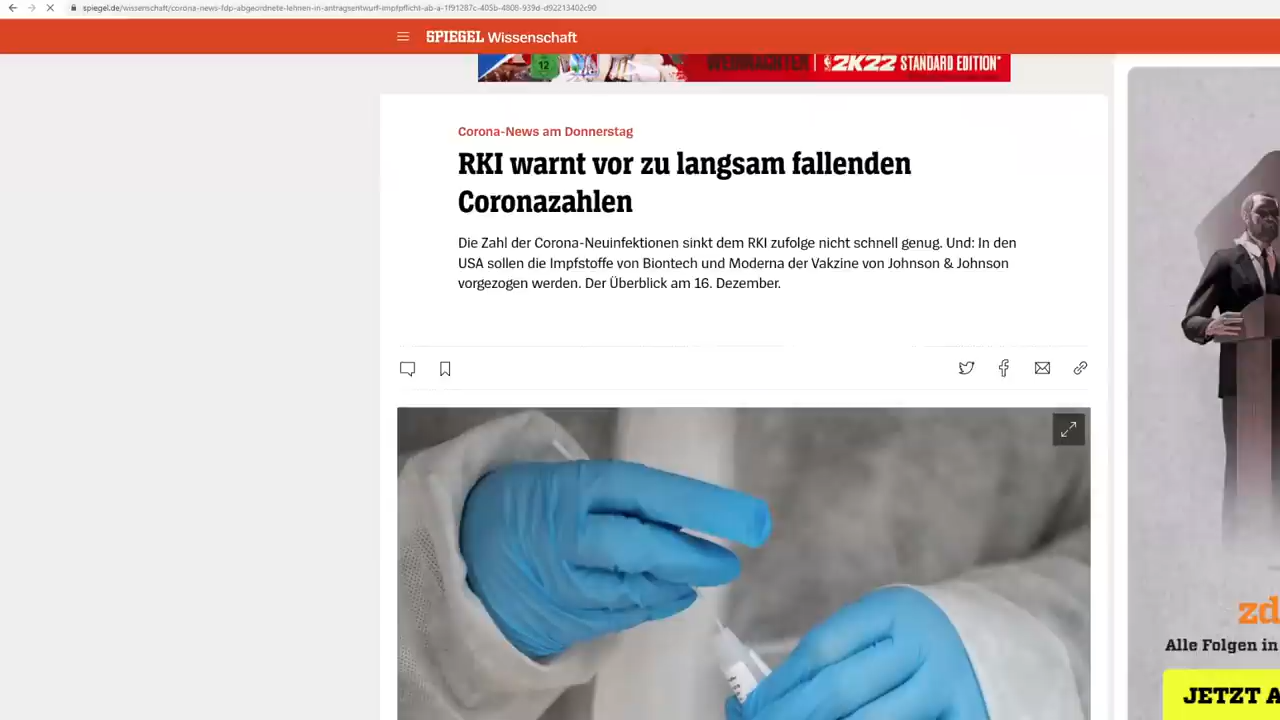 spiegel.de/wissenschaft/corona-news-fdp-abgeordnete-lehnen-in-antragsentwurf-impfpflicht-ab-a-1f91287c-405b-4808-939d-d92213402c90
SPIEGEL Wissenschaft
12
WEIHNACHTEN
2K22 STANDARD EDITION*
Corona-News am Donnerstag
RKI warnt vor zu langsam fallenden
Coronazahlen
Die Zahl der Corona-Neuinfektionen sinkt dem RKI zufolge nicht schnell genug. Und: In den
USA sollen die Impfstoffe von Biontech und Moderna der Vakzine von Johnson & Johnson
vorgezogen werden. Der Überblick am 16. Dezember.
zd
Alle Folgen in
JETZT A